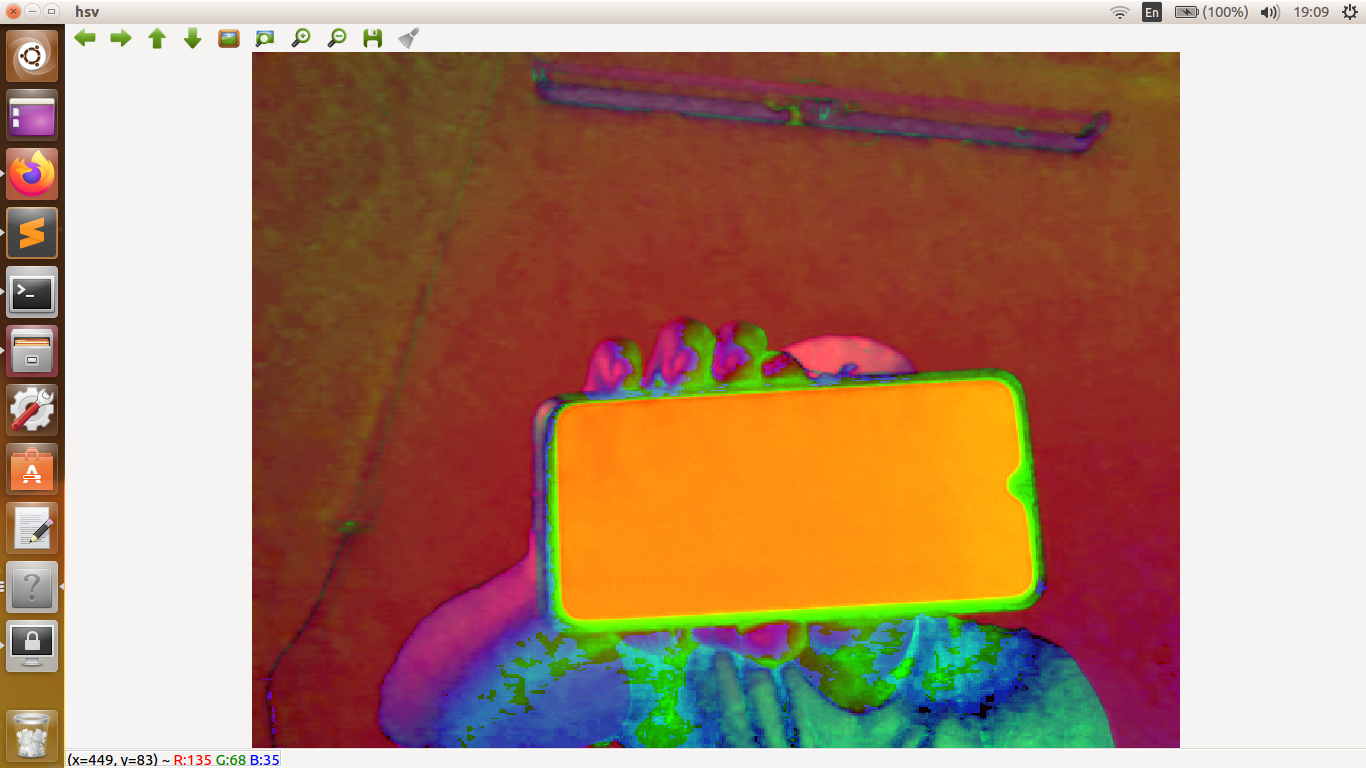 hsv
En
(100%)
19:09
(x=449, y=83) ~ R:135 G:68 B:35